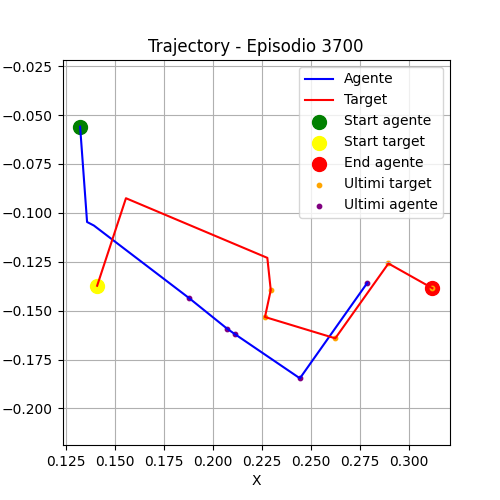 Trajectory - Episodio 3700
Agente
Target
Start agente
Start target
End agente
Ultimi target
Ultimi agente
−0.025
−0.050
−0.075
−0.100
−0.125
−0.150
−0.175
−0.200
0.125 0.150 0.175 0.200 0.225 0.250 0.275 0.300
X